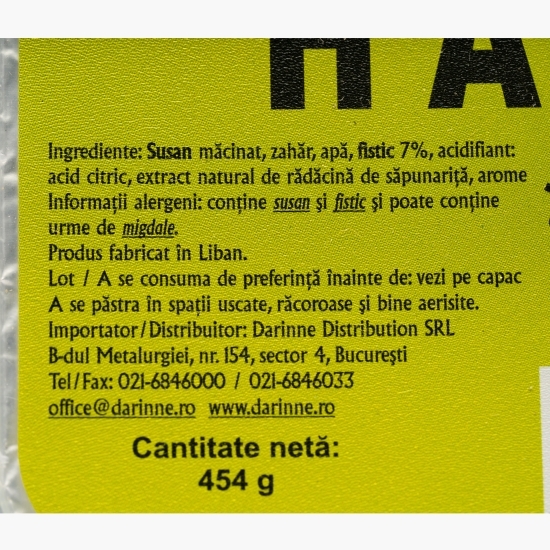 HA
Ingrediente: Susan măcinat, zahăr, apă, fistic 7%, acidifiant:
acid citric, extract natural de rădăcină de săpunariță, arome
Informații alergeni: conține susan și fistic și poate conține
urme de migdale.
Produs fabricat în Liban.
Lot / A se consuma de preferință înainte de: vezi pe capac
A se păstra în spații uscate, răcoroase și bine aerisite.
Importator/Distribuitor: Darinne Distribution SRL
B-dul Metalurgiei, nr. 154, sector 4, București
Tel/Fax: 021-6846000 / 021-6846033
office@darinne.ro www.darinne.ro
Cantitate netă:
454 g